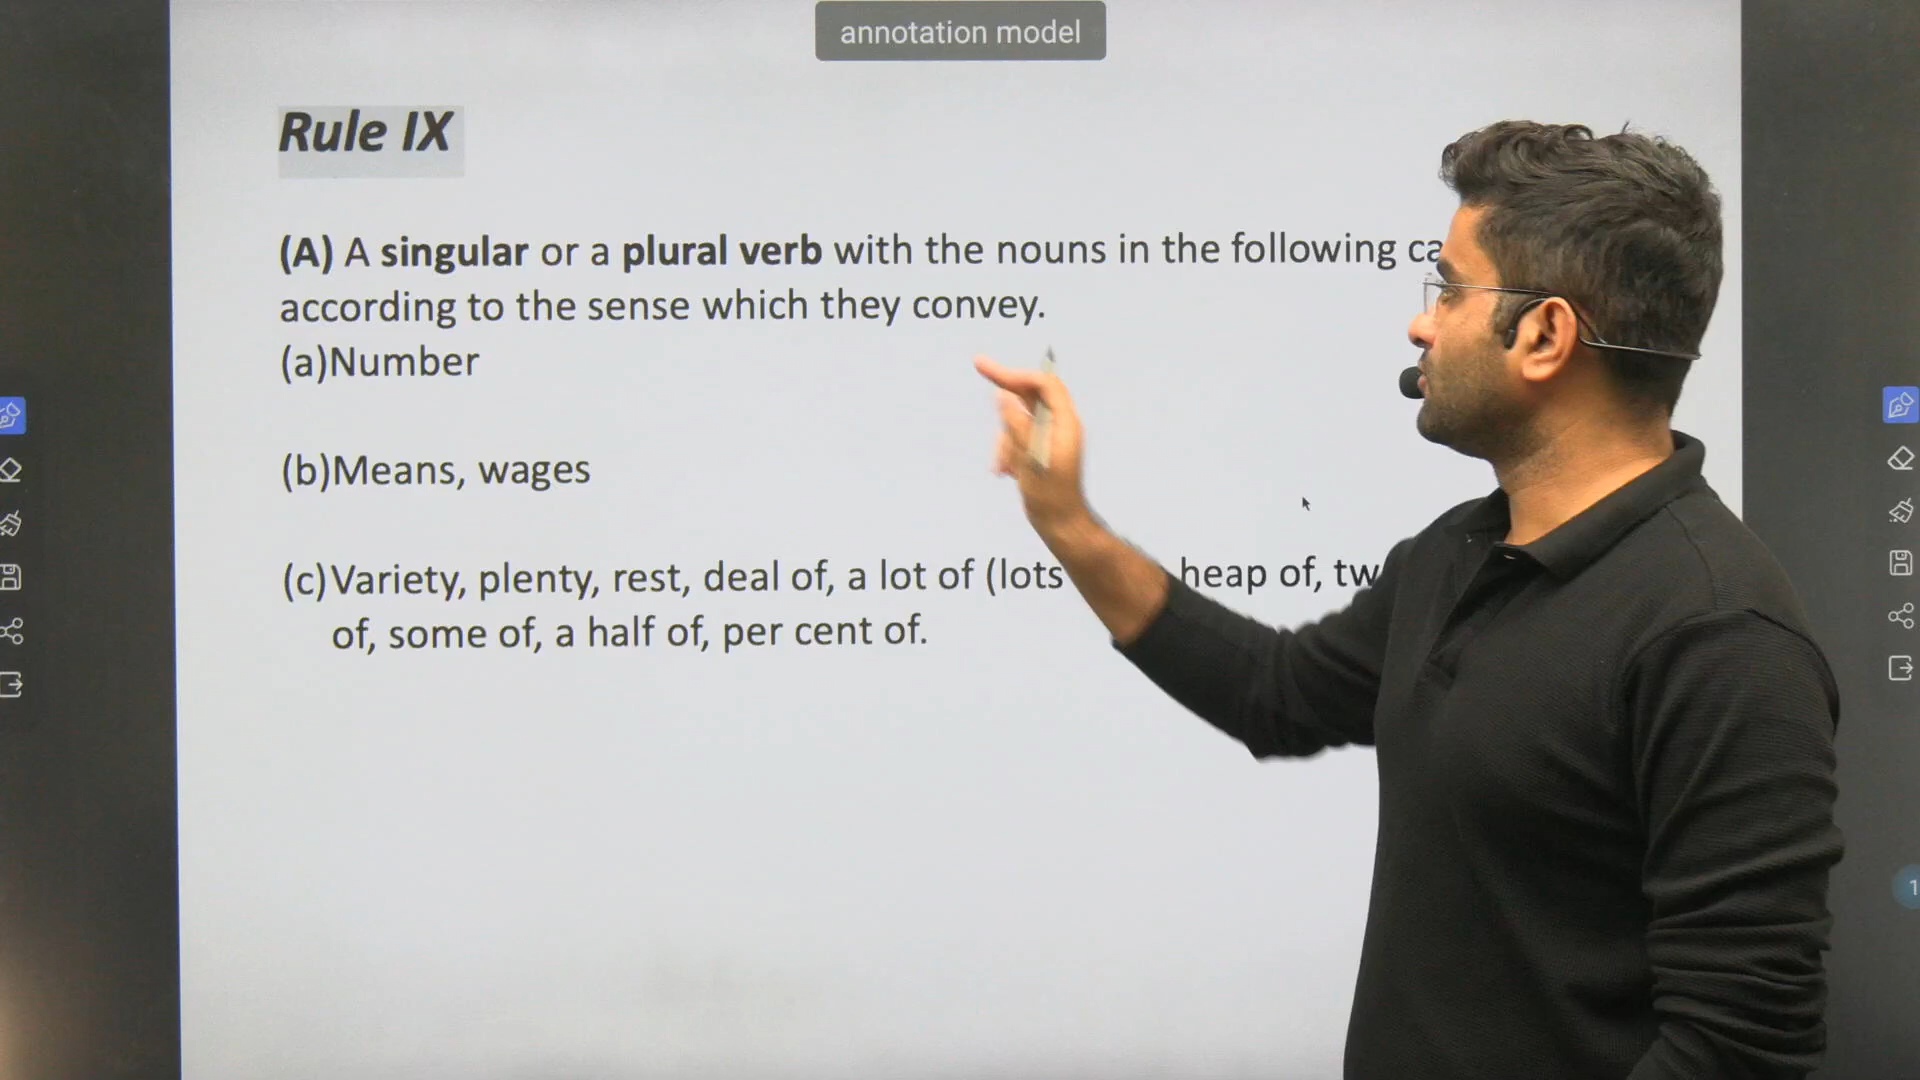 annotation model
Rule IX
(A) A singular or a plural verb with the nouns in the following
according to the sense which they convey.
(a)Number
(b)Means, wages
(c)Variety, plenty, rest, deal of, a lot of (lots heap of,
of, some of, a half of, per cent of.
1